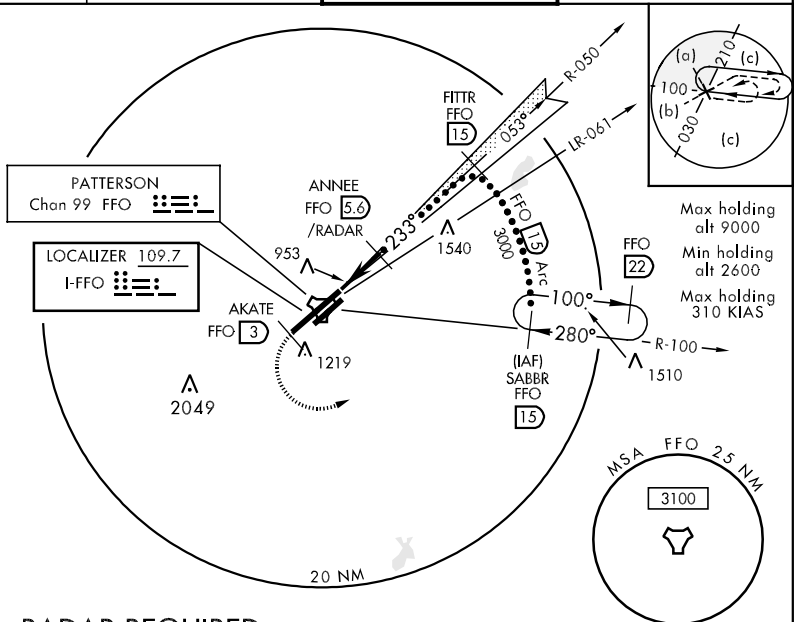 R-050
(a)
210
(c)
100
(b)
030
(c)
FITTR
FFO
15
053°
LR-061
PATTERSON
Chan 99 FFO
ANNEE
FFO 5.6
/RADAR
233°
1540
FFO 15 Arc
3000
Max holding
alt 9000
Min holding
alt 2600
Max holding
310 KIAS
LOCALIZER 109.7
I-FFO
953
FFO
22
AKATE
FFO 3
100°
280°
R-100
1219
(IAF)
SABBR
FFO
15
1510
2049
MSA FFO 25 NM
3100
20 NM
RADAR REQUIRED